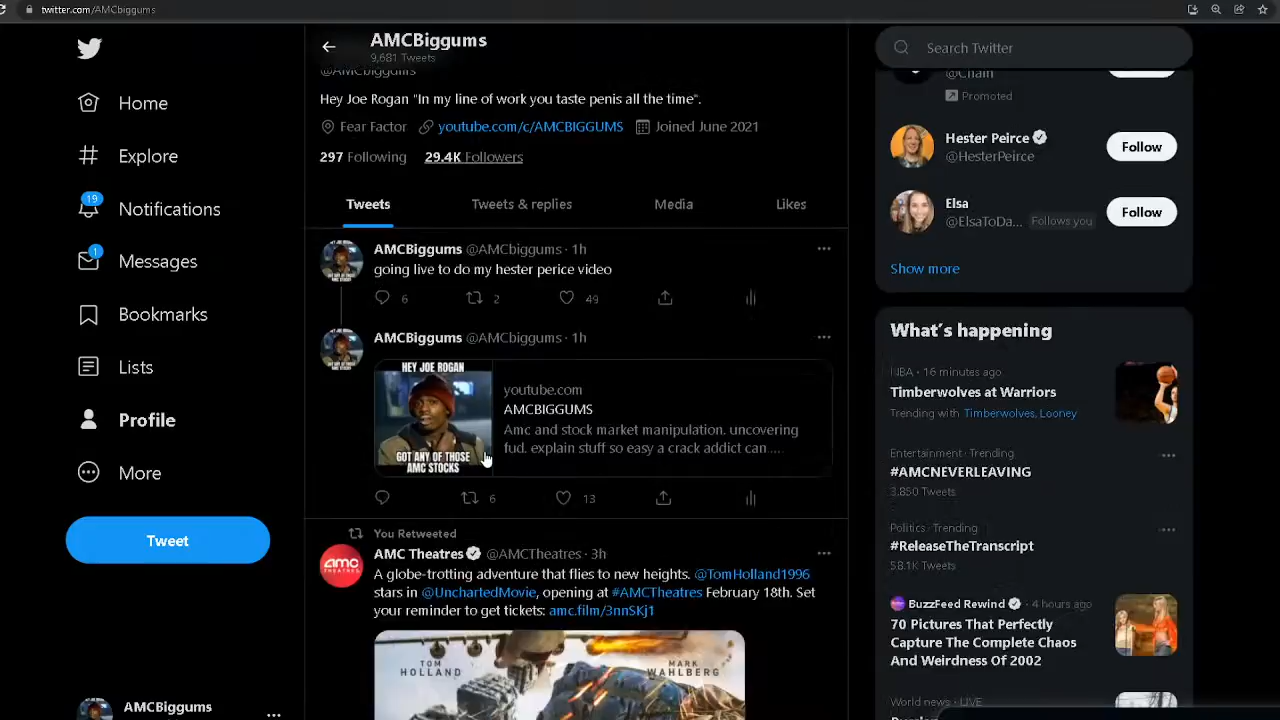 twitter.com/AMCbiggums
AMCBiggums
9,681 Tweets
@AMCbiggums
Hey Joe Rogan "In my line of work you taste penis all the time".
Fear Factor youtube.com/c/AMCBIGGUMS Joined June 2021
297 Following 29.4K Followers
Tweets Tweets & replies Media Likes
Home
Explore
19
Notifications
1
Messages
Bookmarks
Lists
Profile
More
Tweet
AMCBiggums
AMCBiggums @AMCbiggums · 1h
going live to do my hester perice video
6 2 49
AMCBiggums @AMCbiggums · 1h
HEY JOE ROGAN
GOT ANY OF THOSE
AMC STOCKS
youtube.com
AMCBIGGUMS
Amc and stock market manipulation. uncovering
fud. explain stuff so easy a crack addict can....
6 13
You Retweeted
amc
THEATRES
AMC Theatres @AMCTheatres · 3h
A globe-trotting adventure that flies to new heights. @TomHolland1996
stars in @UnchartedMovie, opening at #AMCTheatres February 18th. Set
your reminder to get tickets: amc.film/3nnSKj1
TOM
HOLLAND
MARK
WAHLBERG
Search Twitter
@Chain
Promoted
Hester Peirce
@HesterPeirce
Follow
Elsa
@ElsaToDa... Follows you
Follow
Show more
What's happening
NBA · 16 minutes ago
Timberwolves at Warriors
Trending with Timberwolves, Looney
Entertainment · Trending
#AMCNEVERLEAVING
3,850 Tweets
Politics · Trending
#ReleaseTheTranscript
58.1K Tweets
BuzzFeed Rewind · 4 hours ago
70 Pictures That Perfectly
Capture The Complete Chaos
And Weirdness Of 2002
World news · LIVE